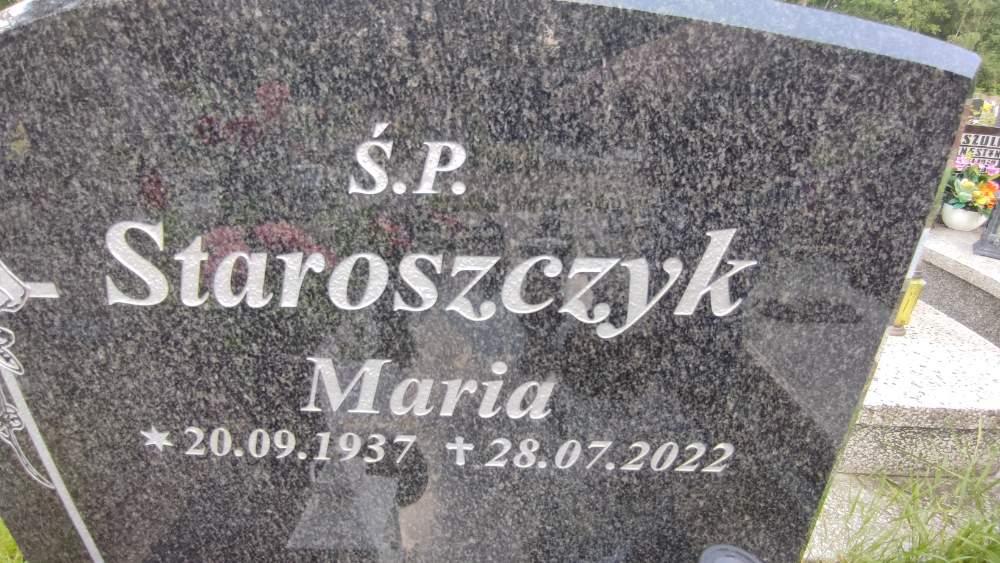 Ś.P.
Staroszczyk
Maria
★ 20.09.1937 ✝ 28.07.2022